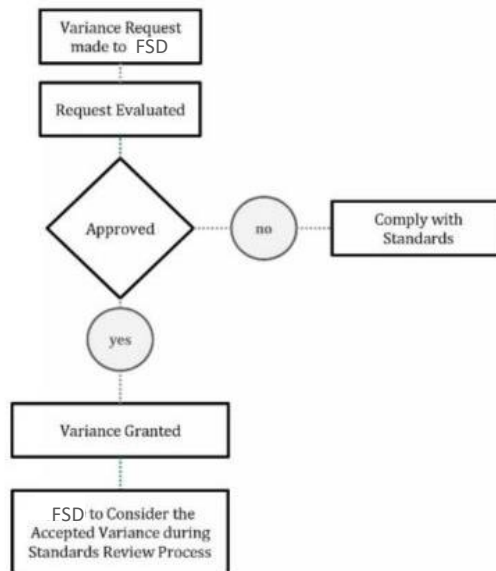 Variance Request
made to FSD
Request Evaluated
Approved
no
Comply with
Standards
yes
Variance Granted
FSD to Consider the
Accepted Variance during
Standards Review Process